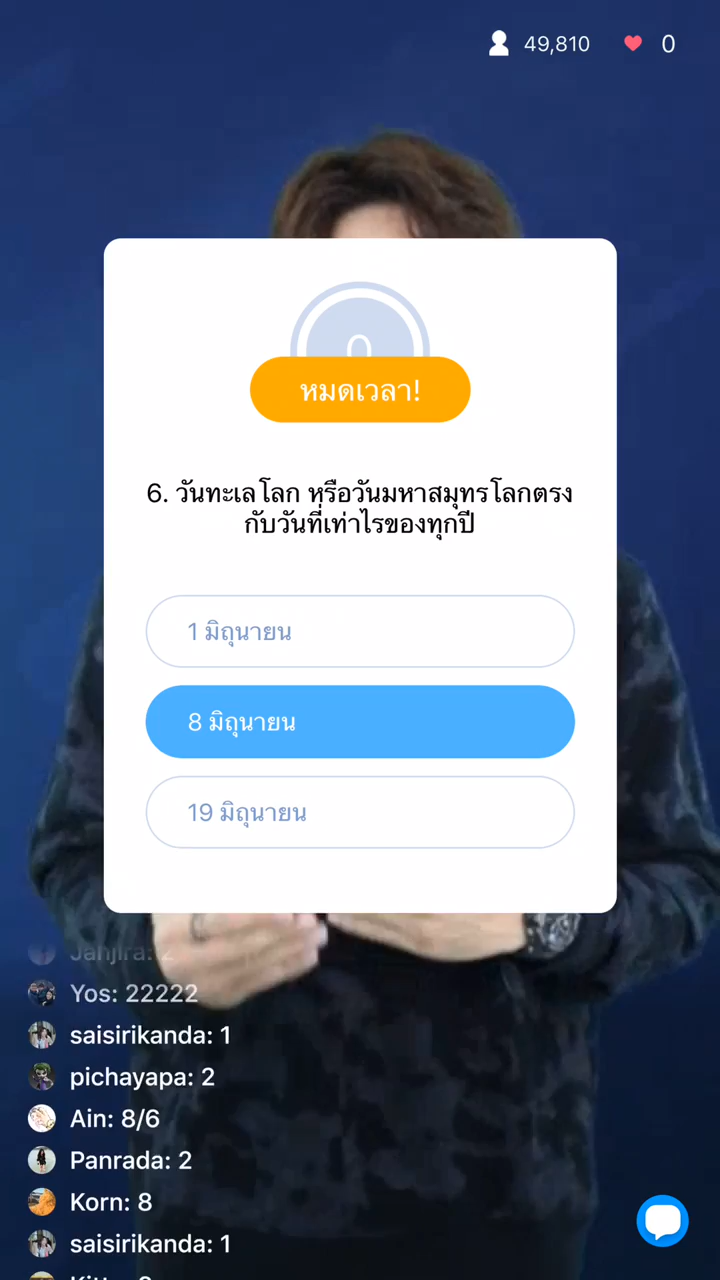 49,810
0
หมดเวลา!
6. วันทะเลโลก หรือวันมหาสมุทรโลกตรง
กับวันที่เท่าไรของทุกปี
1 มิถุนายน
8 มิถุนายน
19 มิถุนายน
Janjira: 2
Yos: 22222
saisirikanda: 1
pichayapa: 2
Ain: 8/6
Panrada: 2
Korn: 8
saisirikanda: 1